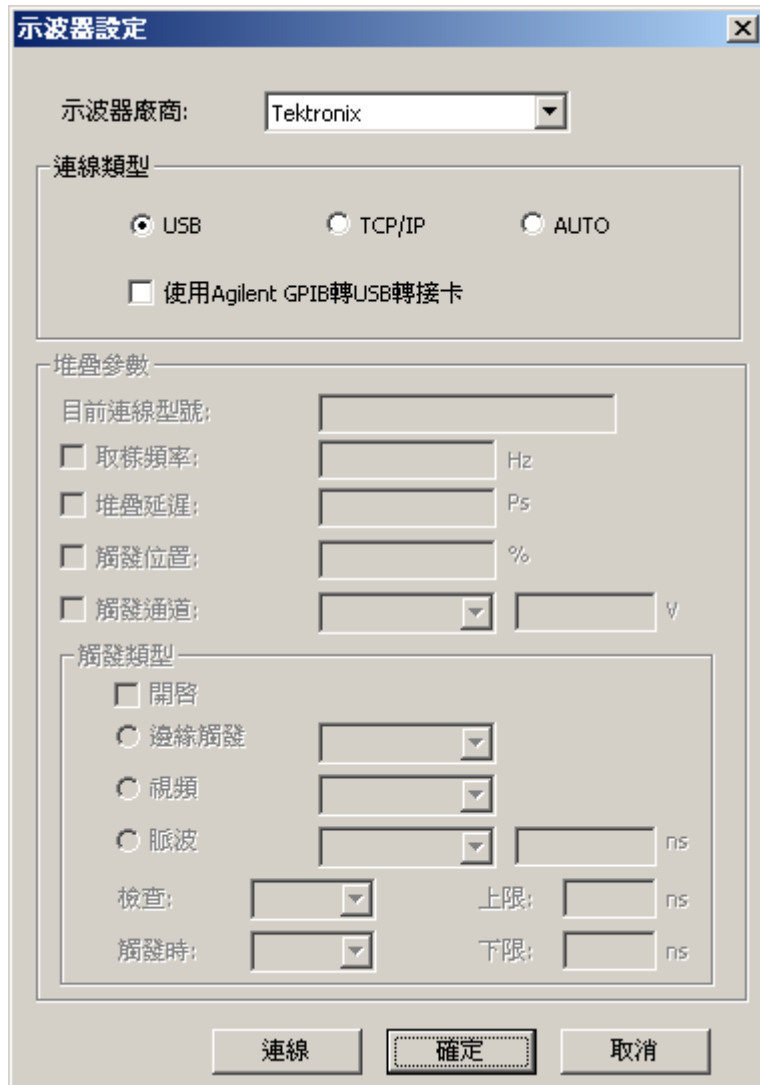 示波器設定
示波器廠商: Tektronix
連線類型
USB TCP/IP AUTO
使用Agilent GPIB轉USB轉接卡
堆疊參數
目前連線型號:
取樣頻率: Hz
堆疊延遲: Ps
觸發位置: %
觸發通道: V
觸發類型
開啓
邊緣觸發
視頻
脈波 ns
檢查: 上限: ns
觸發時: 下限: ns
連線 確定 取消